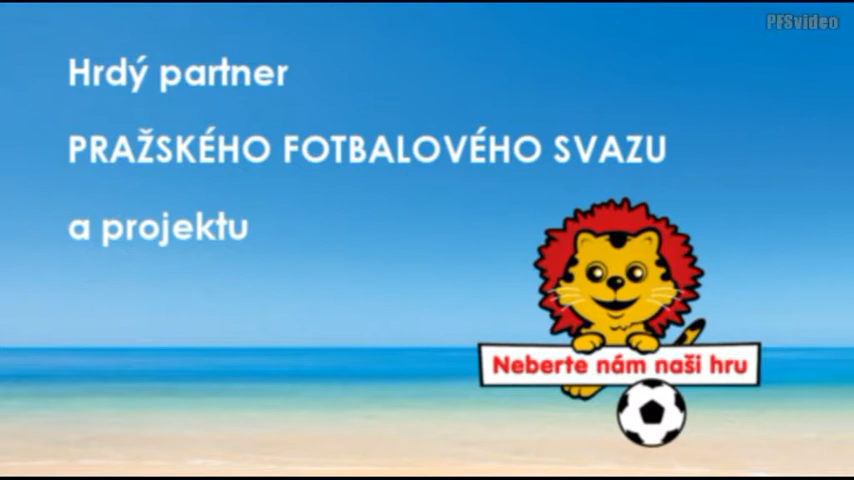 PFSvideo
Hrdý partner
PRAŽSKÉHO FOTBALOVÉHO SVAZU
a projektu
Neberte nám naši hru